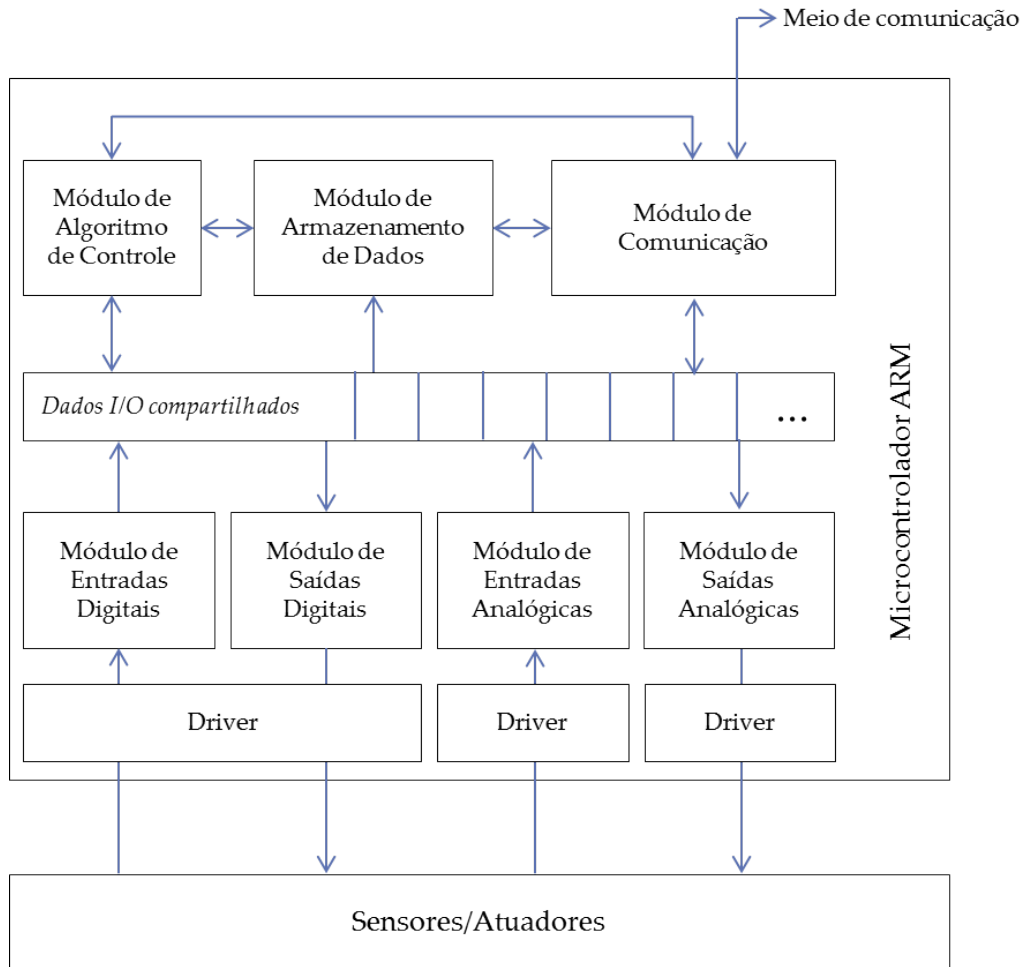 Meio de comunicação
Módulo de
Algoritmo
de Controle
Módulo de
Armazenamento
de Dados
Módulo de
Comunicação
Dados I/O compartilhados
...
Microcontrolador ARM
Módulo de
Entradas
Digitais
Módulo de
Saídas
Digitais
Módulo de
Entradas
Analógicas
Módulo de
Saídas
Analógicas
Driver
Driver
Driver
Sensores/Atuadores